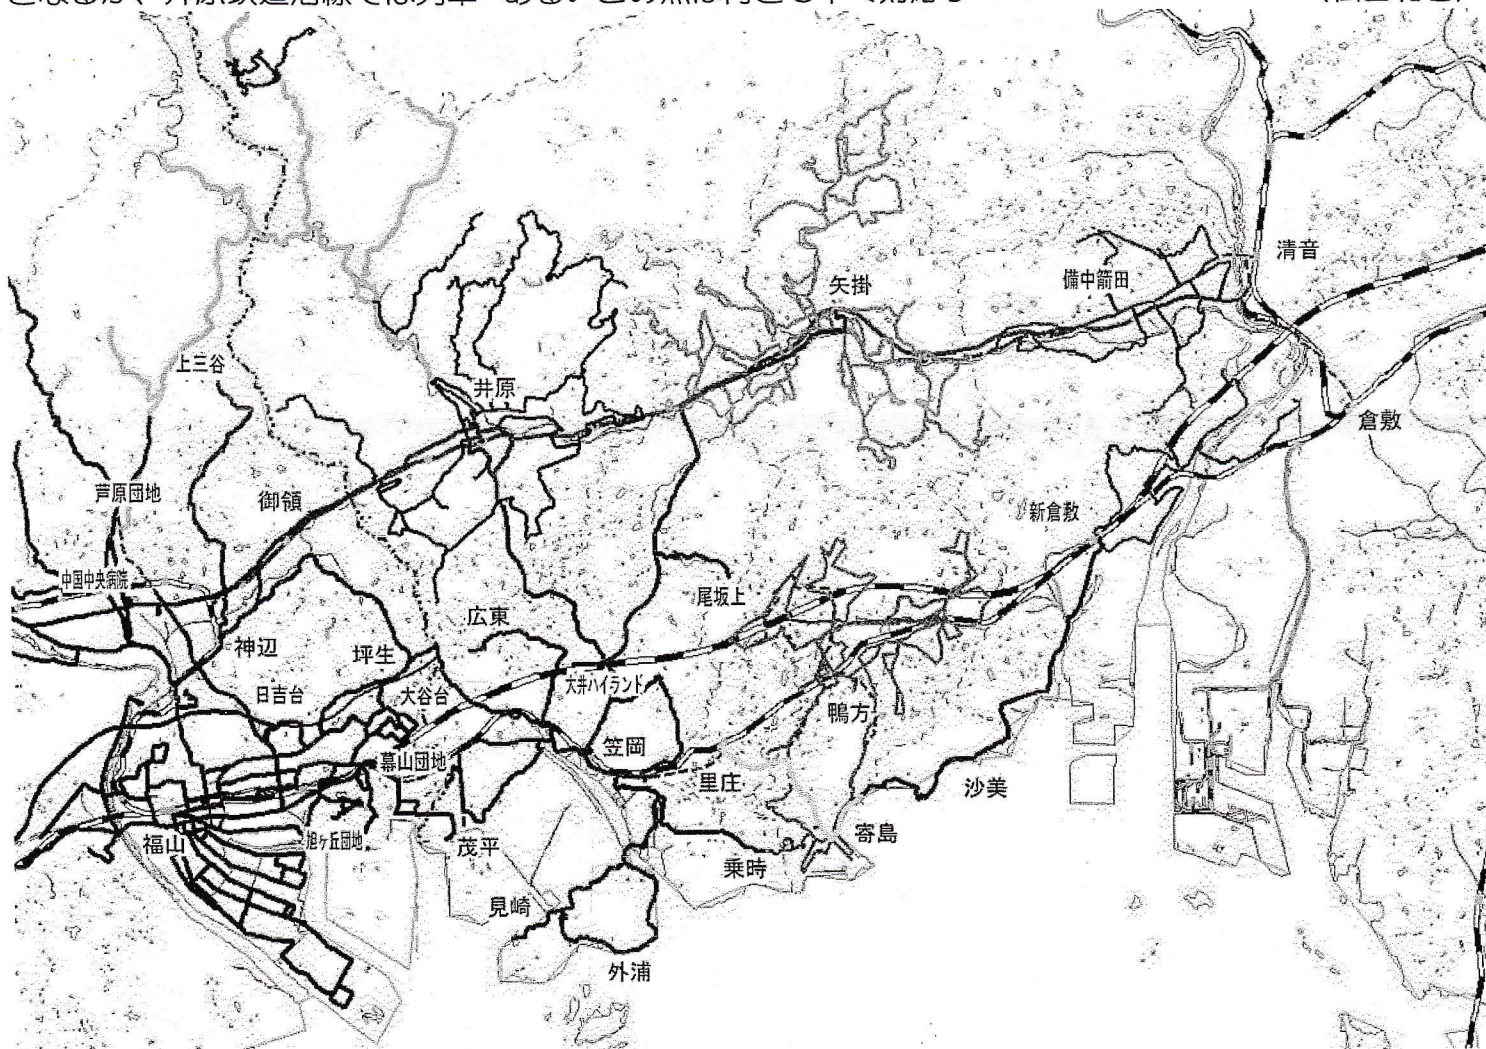 清音
備中箭田
矢掛
上三谷
井原
倉敷
芦原団地
御領
新倉敷
中国中央病院
尾坂上
広東
神辺
坪生
大井ハイランド
日吉台
大谷台
鴨方
笠岡
幕山団地
里庄
沙美
寄島
福山
旭ヶ丘団地
茂平
乗時
見崎
外浦